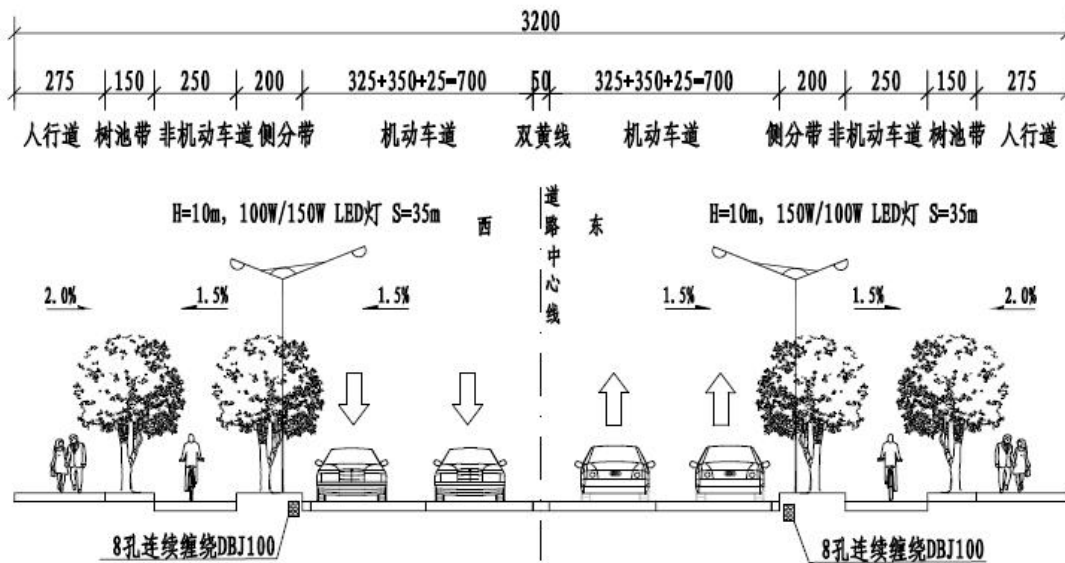 3200
275 150 250 200 325+350+25=700 50 325+350+25=700 200 250 150 275
人行道 树池带 非机动车道 侧分带 机动车道 双黄线 机动车道 侧分带 非机动车道 树池带 人行道
H=10m, 100W/150W LED灯 S=35m
西
道路中心线
东
H=10m, 150W/100W LED灯 S=35m
2.0% 1.5% 1.5% 1.5% 1.5% 2.0%
8孔连续缠绕DBJ100
8孔连续缠绕DBJ100